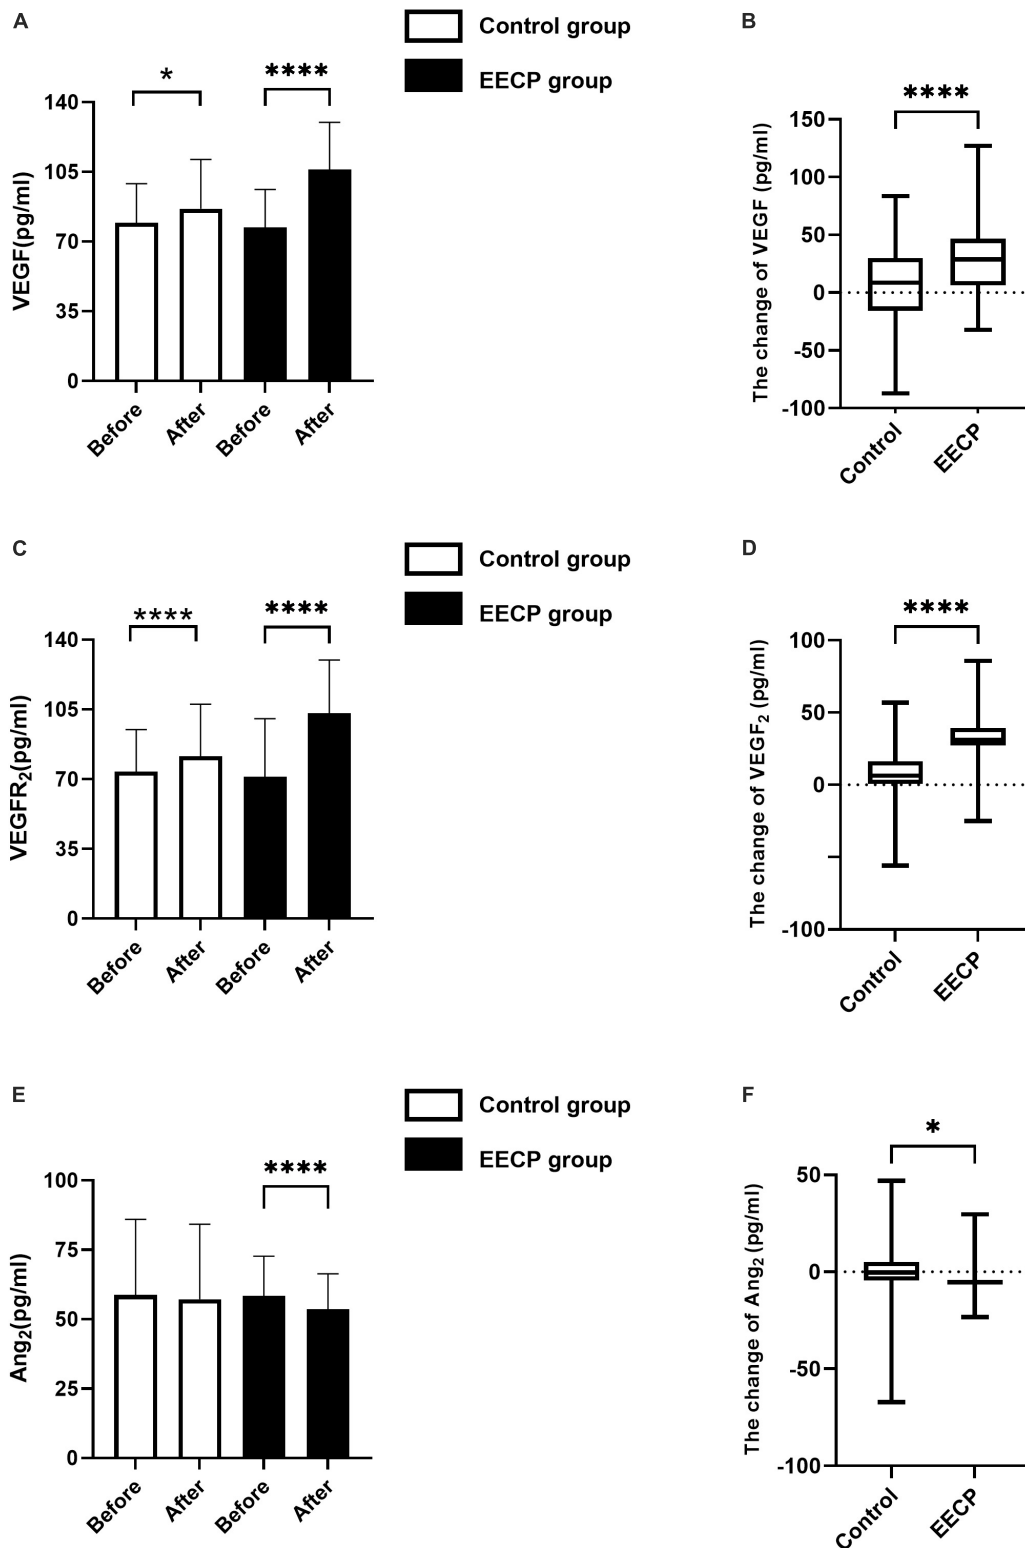 A
Control group
EECP group
*
****
140
105
70
35
0
VEGF(pg/ml)
Before
After
Before
After
B
****
150
100
50
0
-50
-100
The change of VEGF (pg/ml)
Control
EECP
C
Control group
EECP group
****
****
140
105
70
35
0
VEGFR2(pg/ml)
Before
After
Before
After
D
****
100
50
0
-100
The change of VEGF2 (pg/ml)
Control
EECP
E
Control group
EECP group
****
100
75
50
25
0
Ang2(pg/ml)
Before
After
Before
After
F
*
50
0
-50
-100
The change of Ang2 (pg/ml)
Control
EECP